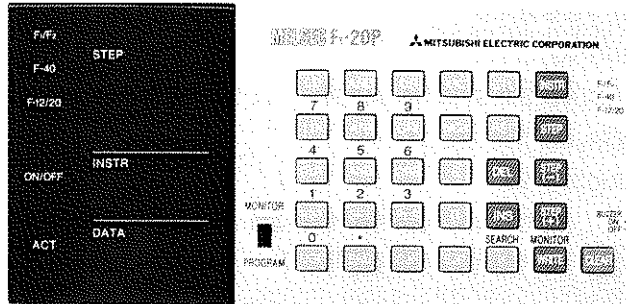 F₁/F₂
F-40
F-12/20
ON/OFF
ACT
STEP
INSTR
DATA
MELSEC F₁-20P
MITSUBISHI ELECTRIC CORPORATION
INSTR
F₁/F₂
F-40
F-12/20
7 8 9
STEP
4 5 6
DEL
STEP
(-)
1 2 3
INS
STEP
(+)
BUZZER
ON
OFF
MONITOR
PROGRAM
0 •
SEARCH MONITOR
WRITE
CLEAR